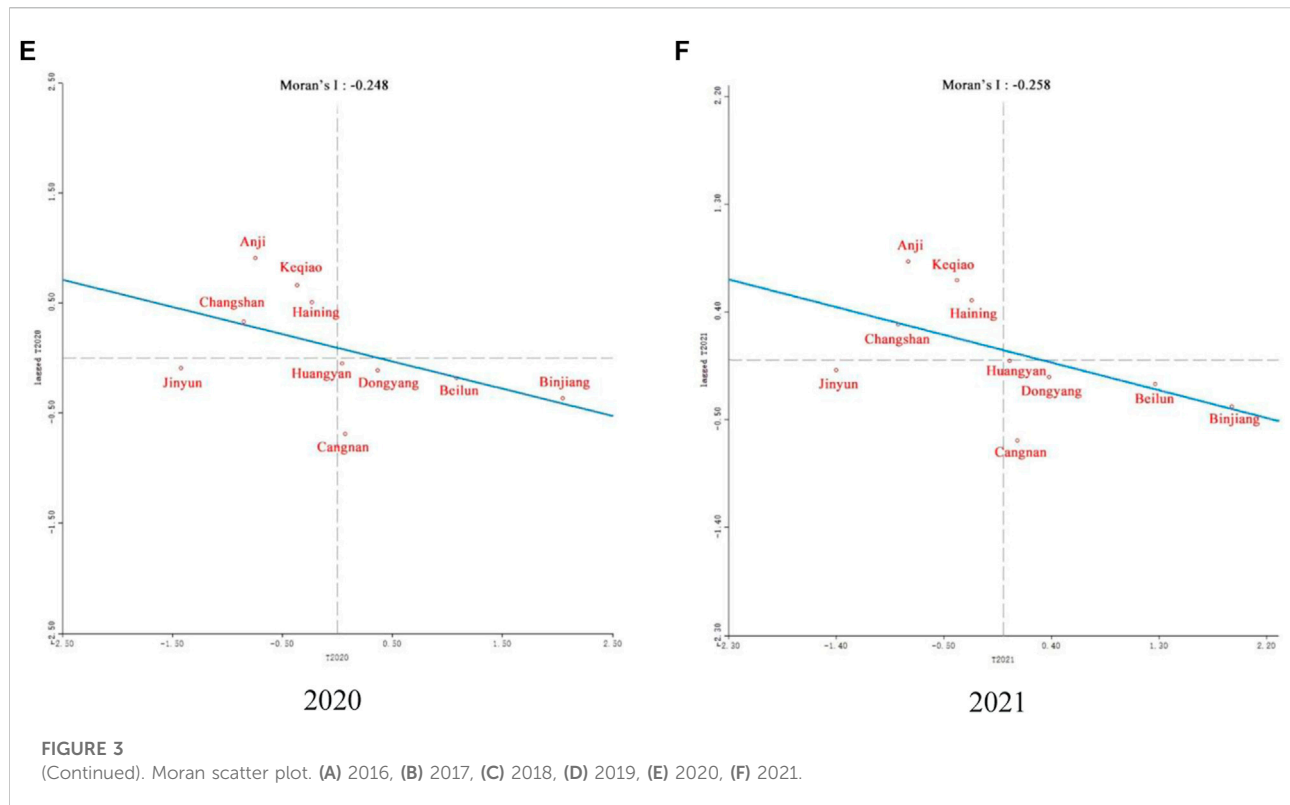 E
Moran's I : -0.248
2.50
1.50
0.50
-0.50
-1.50
-2.50
lagged T2020
Anji
Keqiao
Changshan
Haining
Jinyun
Huangyan
Dongyang
Beilun
Binjiang
Cangnan
-2.50
-1.50
-0.50
0.50
1.50
2.50
T2020
2020
F
Moran's I : -0.258
2.20
1.30
0.40
-0.50
-1.40
-2.30
lagged T2021
Anji
Keqiao
Haining
Changshan
Jinyun
Huangyan
Dongyang
Beilun
Binjiang
Cangnan
-2.30
-1.40
-0.50
0.40
1.30
2.20
T2021
2021
FIGURE 3
(Continued). Moran scatter plot. (A) 2016, (B) 2017, (C) 2018, (D) 2019, (E) 2020, (F) 2021.